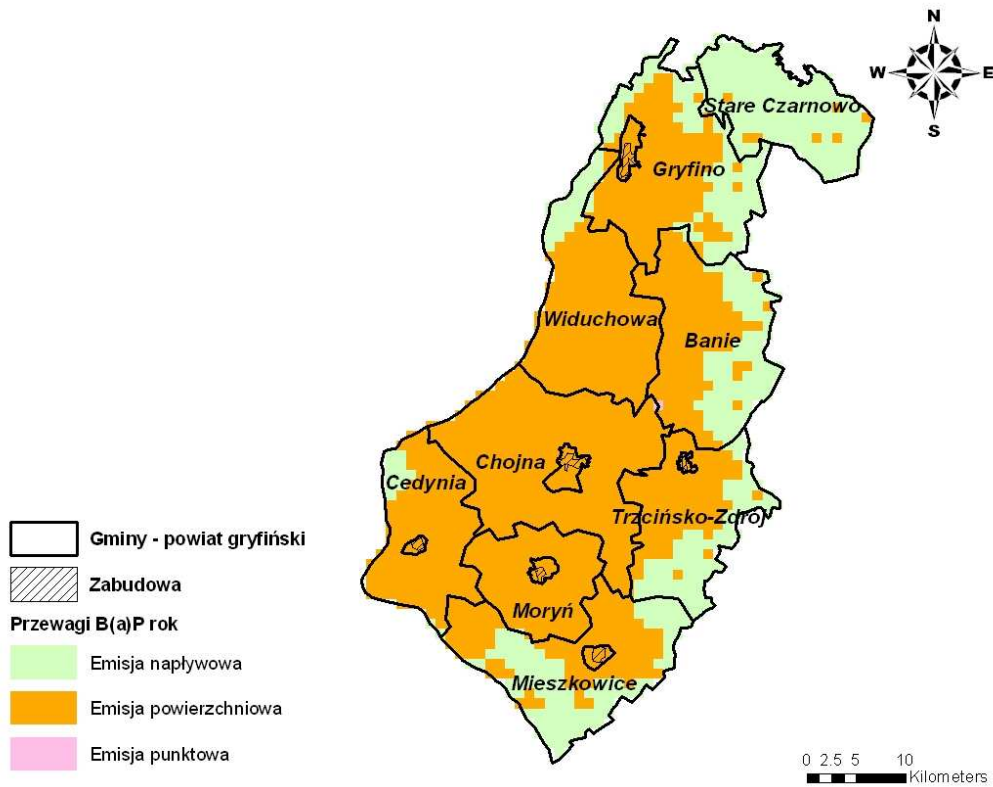 N
W E
S
Stare Czarnowo
Gryfino
Widuchowa
Banie
Chojna
Cedynia
Trzcińsko-Zdrój
Moryń
Mieszkowice
Gminy - powiat gryfiński
Zabudowa
Przewagi B(a)P rok
Emisja napływowa
Emisja powierzchniowa
Emisja punktowa
0 2.5 5 10
Kilometers